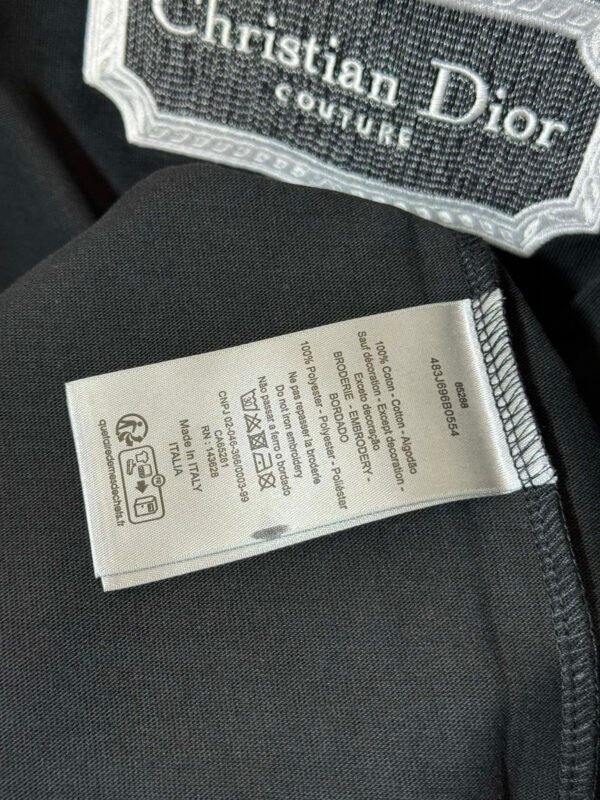 Christian Dior
COUTURE
85288
483J696B0554
100% Coton - Cotton - Algodão
Sauf décoration - Except decoration -
Exceto decoração
BRODERIE - EMBRODERY -
BORDADO
100% Polyester - Polyester - Poliéster
Ne pas repasser la broderie
Do not iron embroidery
Não passar a ferro o bordado
CNPJ 02-046-366/0003-99
CA65281
RN : 143628
Made in ITALY
ITALIA
quefairedemesdechets.fr